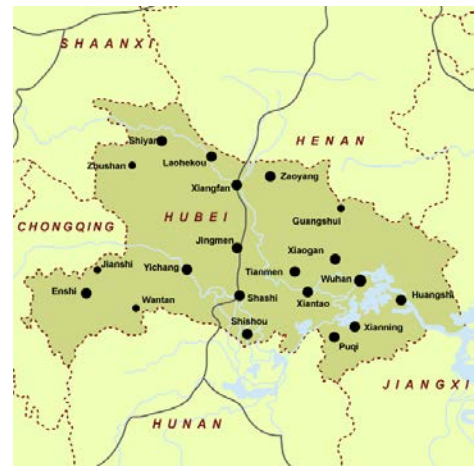 SHAANXI
Shiyan
Laohekou
HENAN
Zhushan
Zaoyang
Xiangfan
Guangshui
HUBEI
CHONGQING
Jingmen
Xiaogan
Jianshi
Yichang
Tianmen
Wuhan
Enshi
Wantan
Shashi
Xiantao
Huangshi
Shishou
Xianning
Puqi
JIANGXI
HUNAN